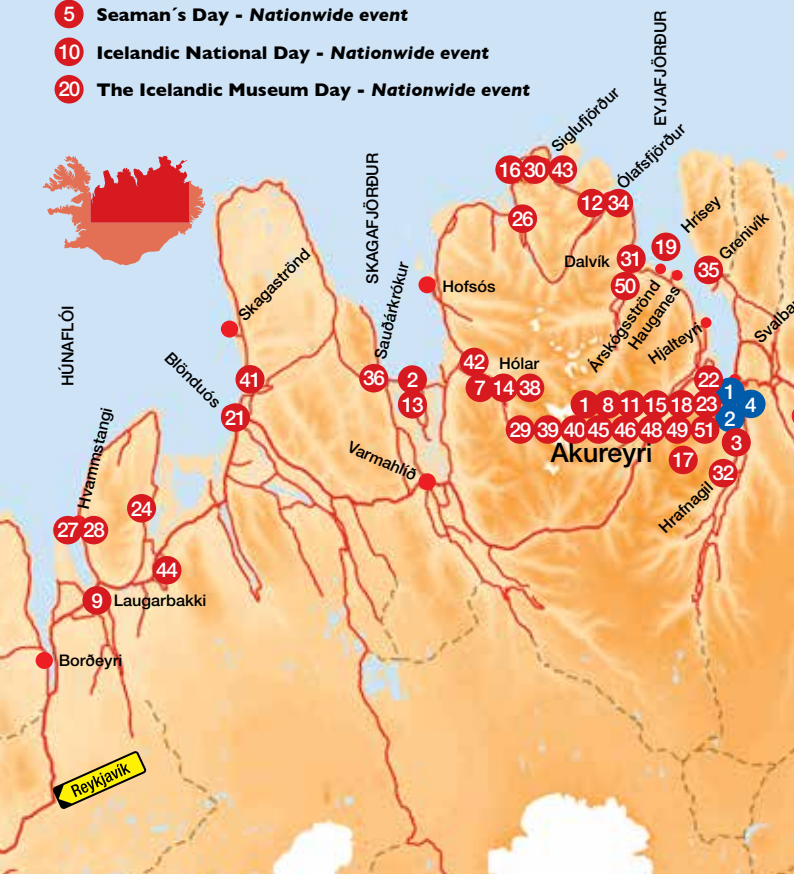 5 Seaman´s Day - Nationwide event
10 Icelandic National Day - Nationwide event
20 The Icelandic Museum Day - Nationwide event
EYJAFJÖRÐUR
Siglufjörður
16 30 43
Ólafsfjörður
12 34
26
SKAGAFJÖRÐUR
Hrísey
19
Grenivík
35
Dalvík 31
50
Árskógsströnd
Hauganes
Hjalteyri
Hofsós
Skagaströnd
Sauðárkrókur
HÚNAFLÓI
Blönduós
41
21
36 2
13
42
Hólar
7 14 38
22
1 8 11 15 18 23
1
4
2
29 39 40 45 46 48 49 51
Akureyri
3
17
32
Hrafnagil
Varmahlíð
Hvammstangi
24
27 28
44
9 Laugarbakki
Borðeyri
Reykjavík